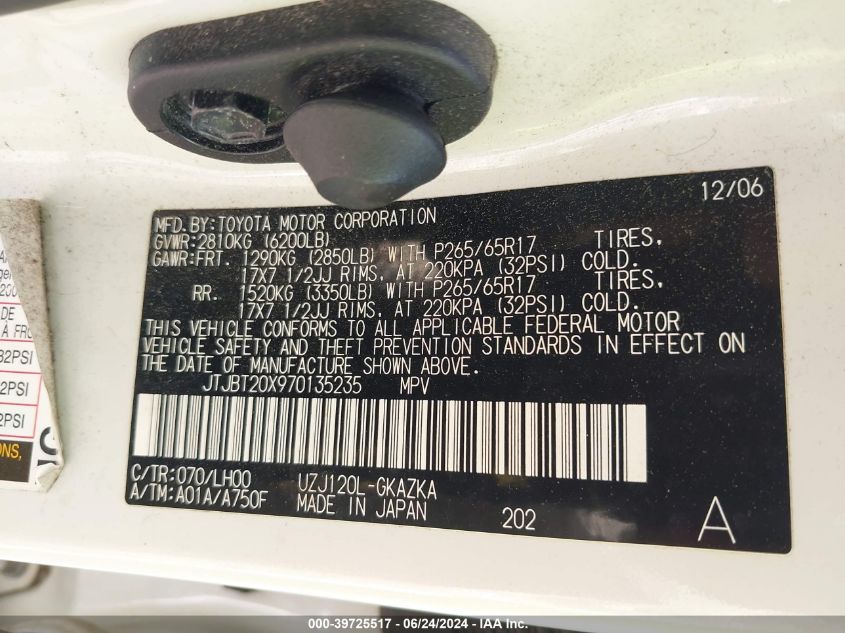 12/06
MFD. BY: TOYOTA MOTOR CORPORATION
GVWR: 2810KG (6200LB)
GAWR: FRT. 1290KG (2850LB) WITH P265/65R17 TIRES,
17X7 1/2JJ RIMS, AT 220KPA (32PSI) COLD.
RR. 1520KG (3350LB) WITH P265/65R17 TIRES,
17X7 1/2JJ RIMS, AT 220KPA (32PSI) COLD.
THIS VEHICLE CONFORMS TO ALL APPLICABLE FEDERAL MOTOR
VEHICLE SAFETY AND THEFT PREVENTION STANDARDS IN EFFECT ON
THE DATE OF MANUFACTURE SHOWN ABOVE.
JTJBT20X970135235 MPV
C/TR: 070/LH00 UZJ120L-GKAZKA
A/TM: A01A/A750F MADE IN JAPAN 202 A
DE
À FR
32PSI
2PSI
2PSI
ONS,
000-39725517 - 06/24/2024 - IAA Inc.